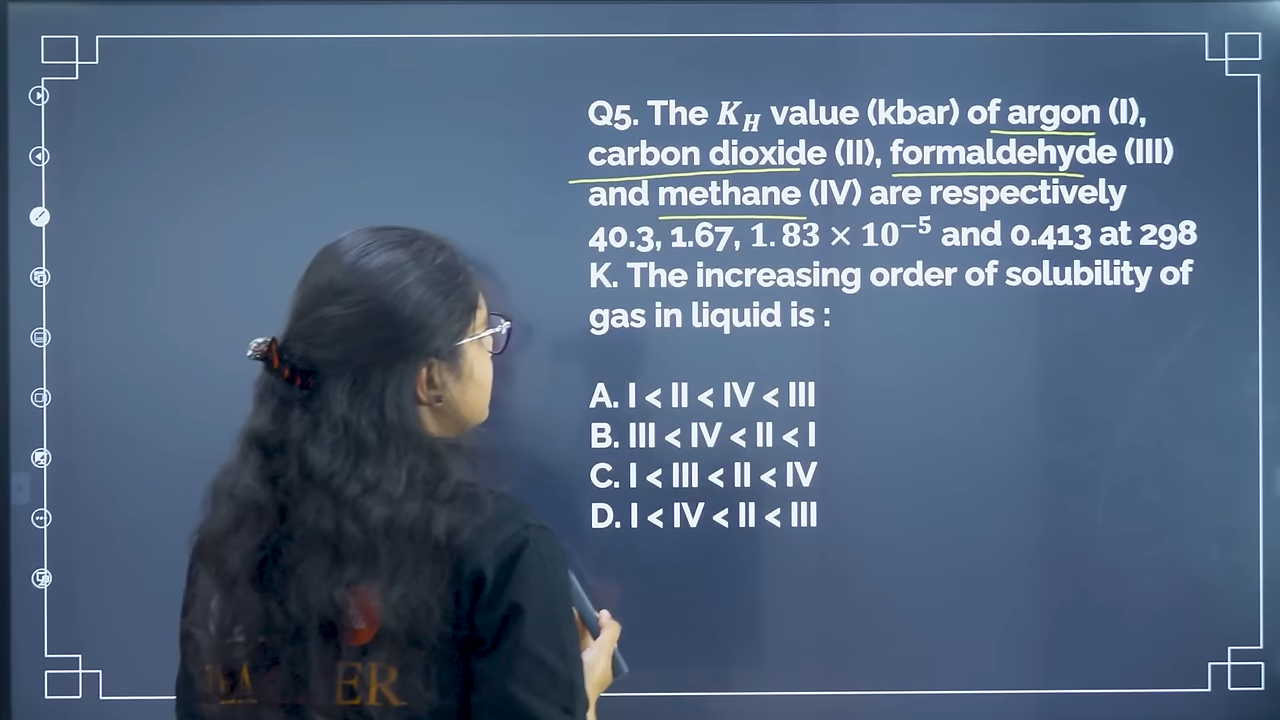 Q5. The K_H value (kbar) of argon (I),
carbon dioxide (II), formaldehyde (III)
and methane (IV) are respectively
40.3, 1.67, 1.83 × 10⁻⁵ and 0.413 at 298
K. The increasing order of solubility of
gas in liquid is :
A. I < II < IV < III
B. III < IV < II < I
C. I < III < II < IV
D. I < IV < II < III
ER